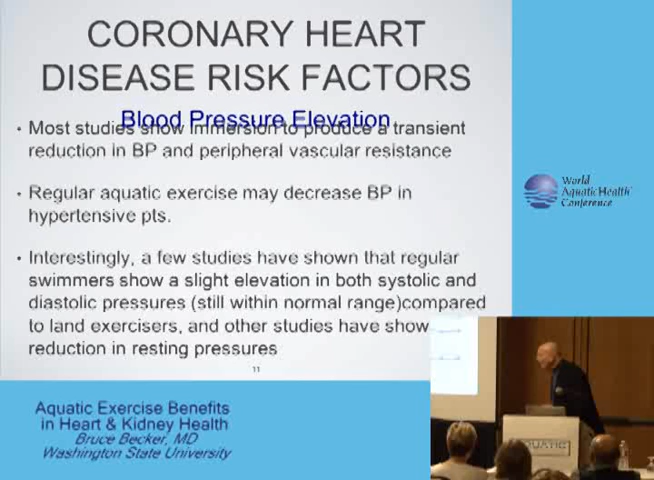 CORONARY HEART
DISEASE RISK FACTORS
Blood Pressure Elevation
• Most studies show immersion to produce a transient
reduction in BP and peripheral vascular resistance
• Regular aquatic exercise may decrease BP in
hypertensive pts.
• Interestingly, a few studies have shown that regular
swimmers show a slight elevation in both systolic and
diastolic pressures (still within normal range)compared
to land exercisers, and other studies have show
reduction in resting pressures
11
World
Aquatic Health
Conference
Aquatic Exercise Benefits
in Heart & Kidney Health
Bruce Becker, MD
Washington State University